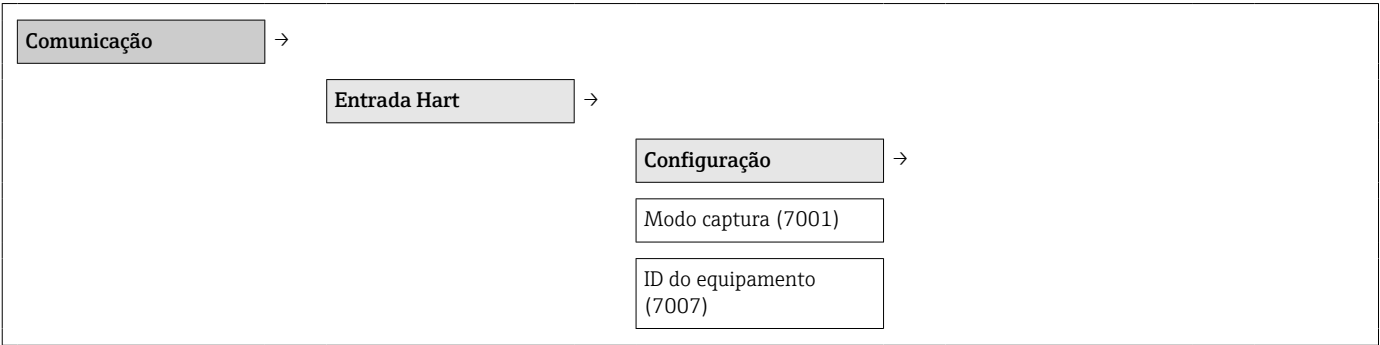 Comunicação →
Entrada Hart →
Configuração →
Modo captura (7001)
ID do equipamento
(7007)